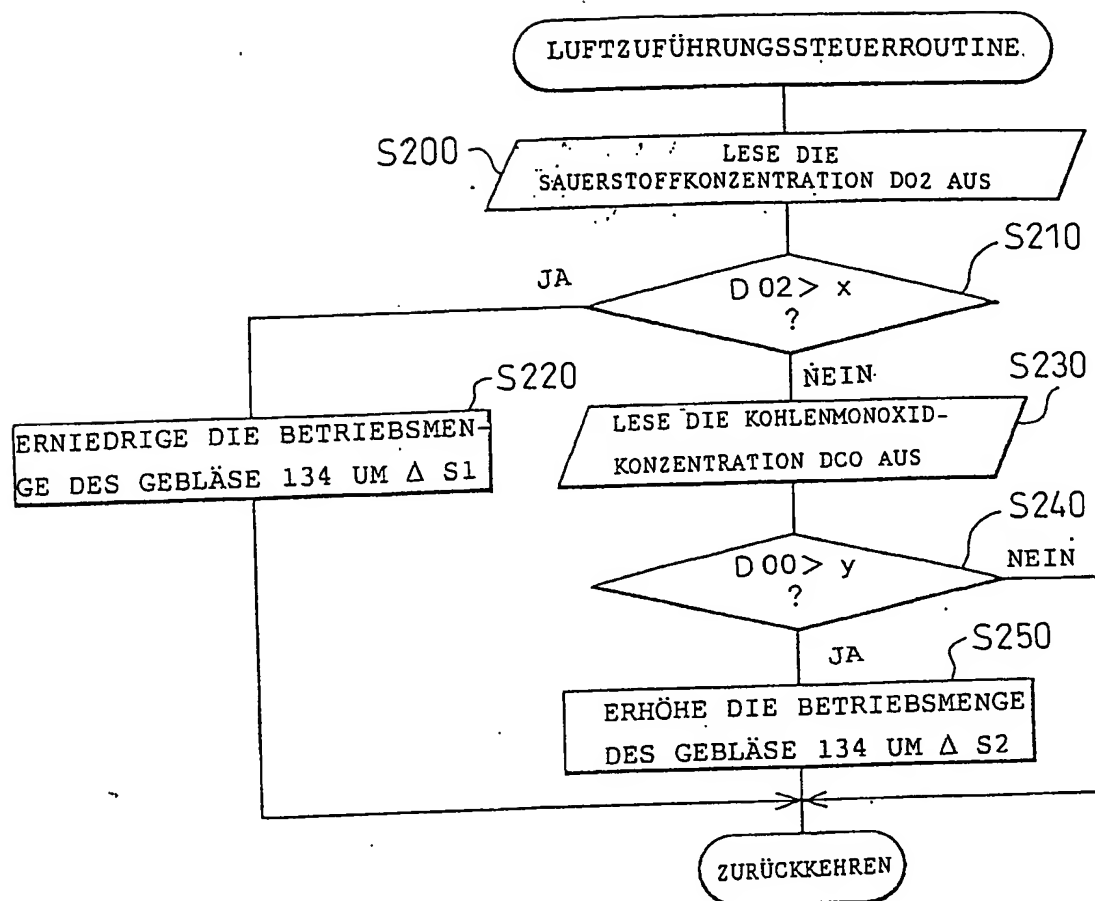 LUFTZUFÜHRUNGSSTEUERROUTINE
S200
LESE DIE
SAUERSTOFFKONZENTRATION DO2 AUS
S210
JA
D02> x
?
NEIN
S220
ERNIEDRIGE DIE BETRIEBSMEN-
GE DES GEBLÄSE 134 UM Δ S1
S230
LESE DIE KOHLENMONOXID-
KONZENTRATION DCO AUS
S240
D00> y
?
NEIN
JA
S250
ERHÖHE DIE BETRIEBSMENGE
DES GEBLÄSE 134 UM Δ S2
ZURÜCKKEHREN